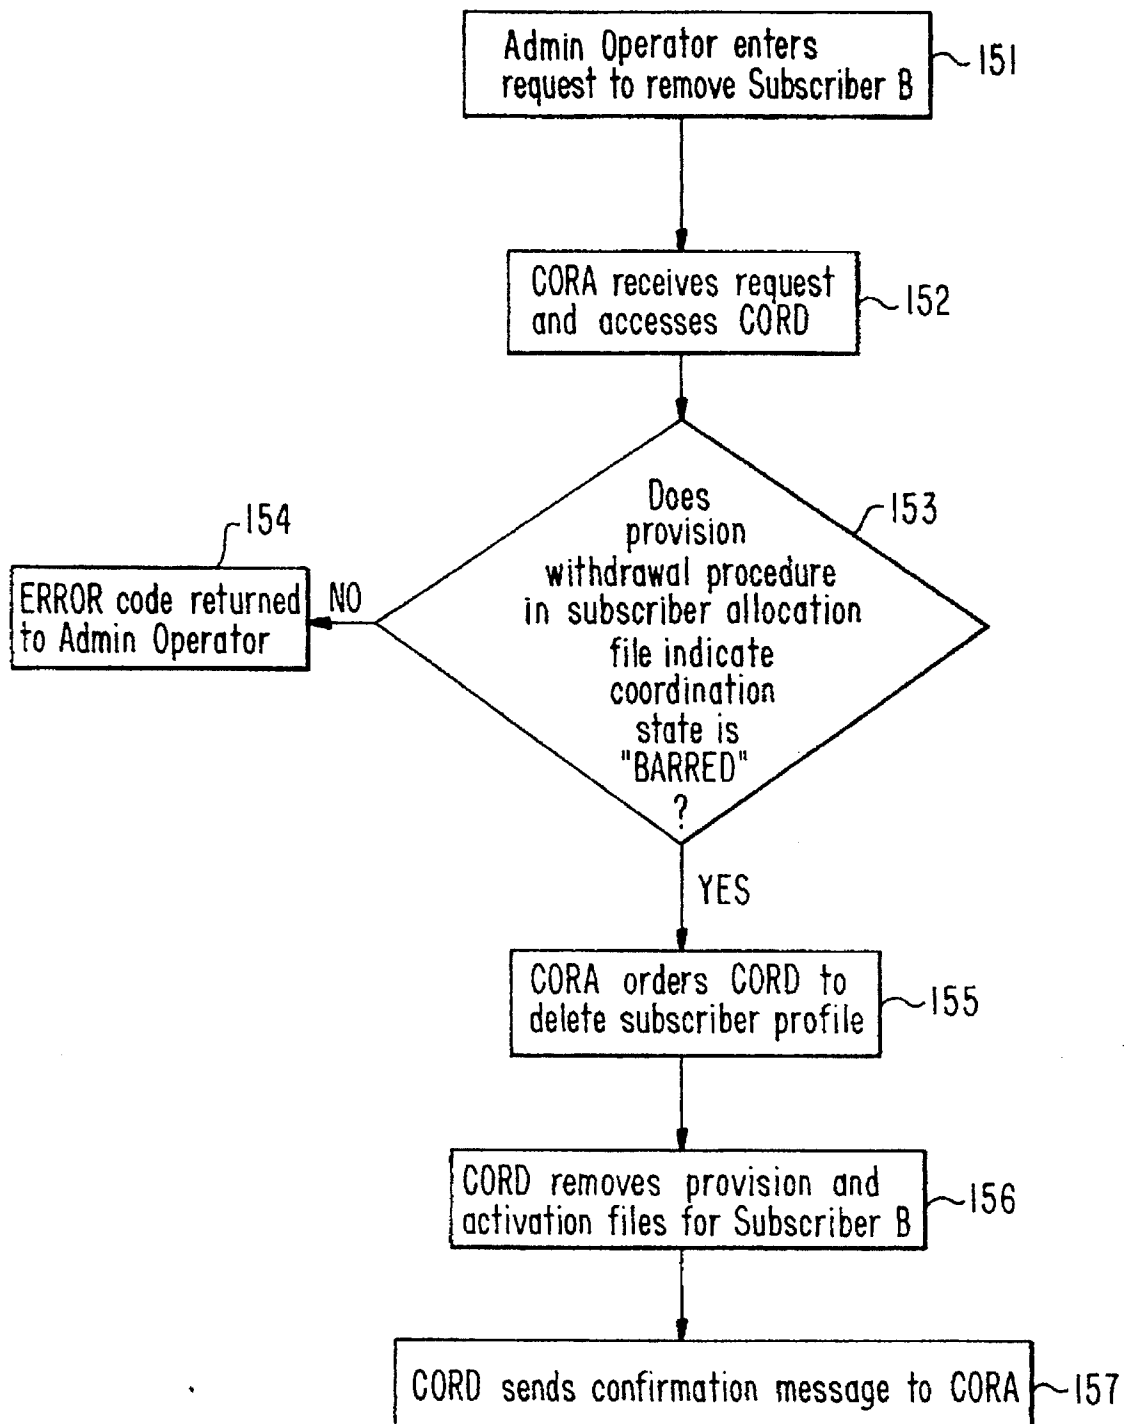 Admin Operator enters
request to remove Subscriber B
151
CORA receives request
and accesses CORD
152
Does
provision
withdrawal procedure
in subscriber allocation
file indicate
coordination
state is
"BARRED"
?
153
154
ERROR code returned
to Admin Operator
NO
YES
CORA orders CORD to
delete subscriber profile
155
CORD removes provision and
activation files for Subscriber B
156
CORD sends confirmation message to CORA
157